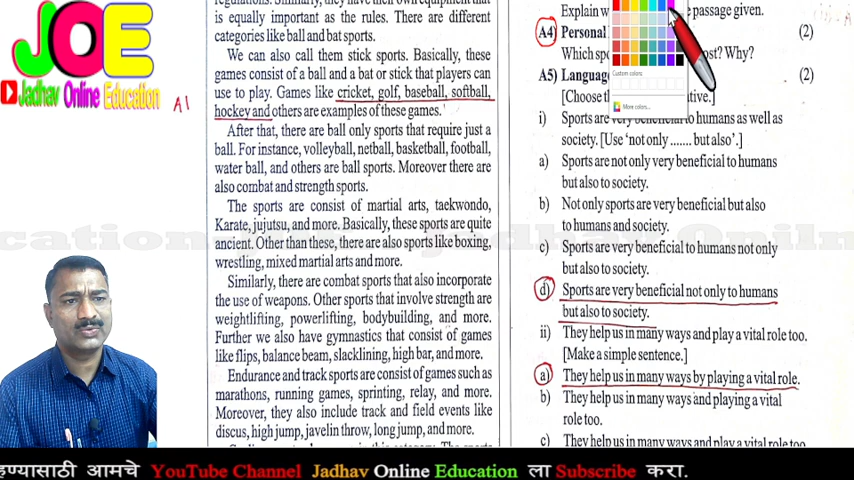 JOE
Jadhav Online Education
A1
regulations. Similarly, they have their own equipment
that is equally important as the rules. There are different
categories like ball and bat sports.
We can also call them stick sports. Basically, these
games consist of a ball and a bat or stick that players can
use to play. Games like cricket, golf, baseball, softball,
hockey and others are examples of these games.
After that, there are ball only sports that require just a
ball. For instance, volleyball, netball, basketball, football,
water ball, and others are ball sports. Moreover there are
also combat and strength sports.
The sports are consist of martial arts, taekwondo,
Karate, jujutsu, and more. Basically, these sports are quite
ancient. Other than these, there are also sports like boxing,
wrestling, mixed martial arts and more.
Similarly, there are combat sports that also incorporate
the use of weapons. Other sports that involve strength are
weightlifting, powerlifting, bodybuilding, and more.
Further we also have gymnastics that consist of games
like flips, balance beam, slacklining, high bar, and more.
Endurance and track sports are consist of games such as
marathons, running games, sprinting, relay, and more.
Moreover, they also include track and field events like
discus, high jump, javelin throw, long jump, and more.
Explain w passage given.
A4) Personal (2)
Which spo ost? Why?
A5) Langua (2)
[Choose th ative.]
Custom colors:
More colors...
i) Sports are very beneficial to humans as well as
society. [Use 'not only ....... but also'.]
a) Sports are not only very beneficial to humans
but also to society.
b) Not only sports are very beneficial but also
to humans and society.
c) Sports are very beneficial to humans not only
but also to society.
d) Sports are very beneficial not only to humans
but also to society.
ii) They help us in many ways and play a vital role too.
[Make a simple sentence.]
a) They help us in many ways by playing a vital role.
b) They help us in many ways and playing a vital
role too.
c) They help us in many ways and play a vital role too
हण्यासाठी आमचे YouTube Channel Jadhav Online Education ला Subscribe करा.